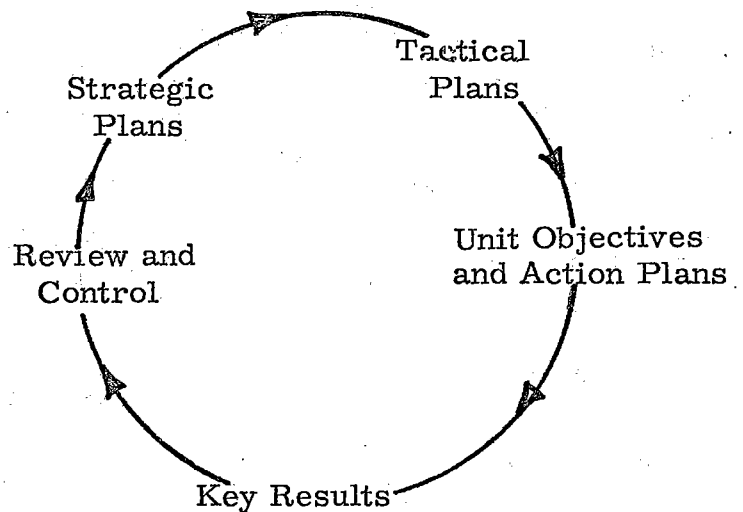 Tactical
Plans
Strategic
Plans
Unit Objectives
and Action Plans
Review and
Control
Key Results